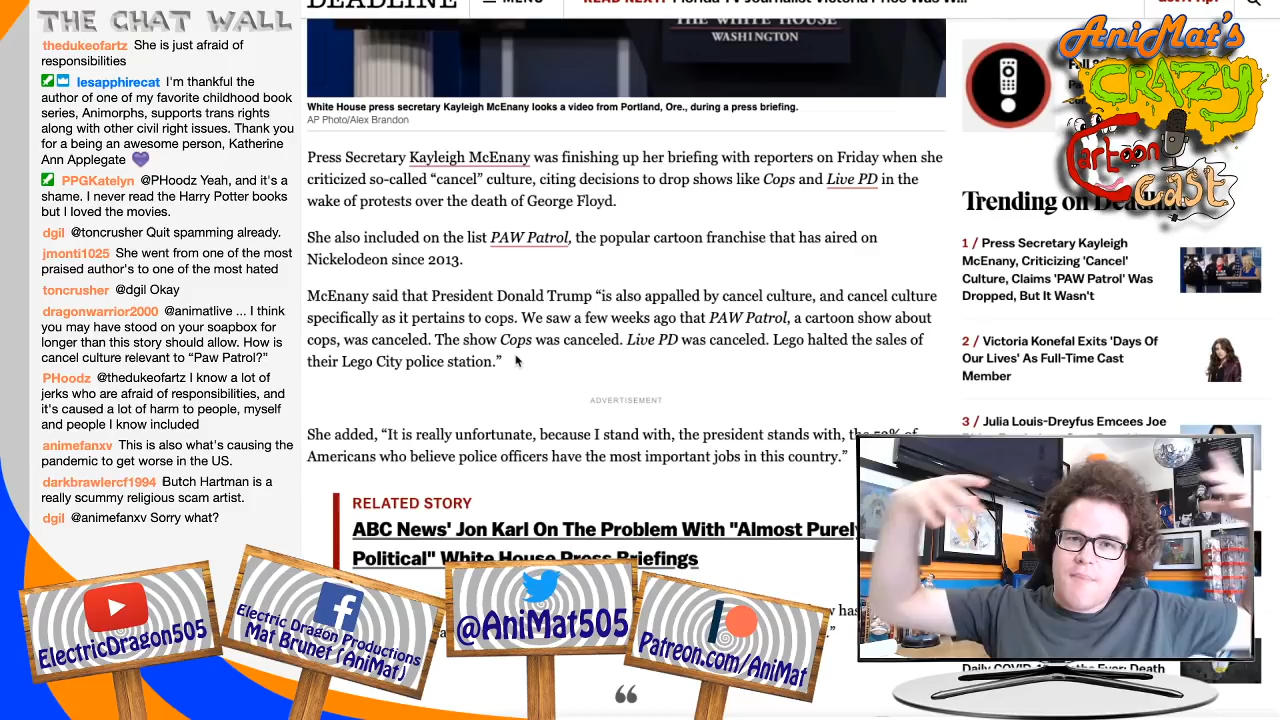 THE CHAT WALL
thedukeofartz She is just afraid of
responsibilities
lesapphirecat I'm thankful the
author of one of my favorite childhood book
series, Animorphs, supports trans rights
along with other civil right issues. Thank you
for a being an awesome person, Katherine
Ann Applegate
PPGKatelyn @PHoodz Yeah, and it's a
shame. I never read the Harry Potter books
but I loved the movies.
dgil @toncrusher Quit spamming already.
jmonti1025 She went from one of the most
praised author's to one of the most hated
toncrusher @dgil Okay
dragonwarrior2000 @animatlive ... I think
you may have stood on your soapbox for
longer than this story should allow. How is
cancel culture relevant to “Paw Patrol?”
PHoodz @thedukeofartz I know a lot of
jerks who are afraid of responsibilities, and
it's caused a lot of harm to people, myself
and people I know included
animefanxv This is also what's causing the
pandemic to get worse in the US.
darkbrawlercf1994 Butch Hartman is a
really scummy religious scam artist.
dgil @animefanxv Sorry what?
DEADLINE
MENU
READ NEXT: Florida TV Journalist Victoria Price Was W...
Got A Tip?
THE WHITE HOUSE
WASHINGTON
White House press secretary Kayleigh McEnany looks a video from Portland, Ore., during a press briefing.
AP Photo/Alex Brandon
Press Secretary Kayleigh McEnany was finishing up her briefing with reporters on Friday when she
criticized so-called “cancel” culture, citing decisions to drop shows like Cops and Live PD in the
wake of protests over the death of George Floyd.
She also included on the list PAW Patrol, the popular cartoon franchise that has aired on
Nickelodeon since 2013.
McEnany said that President Donald Trump “is also appalled by cancel culture, and cancel culture
specifically as it pertains to cops. We saw a few weeks ago that PAW Patrol, a cartoon show about
cops, was canceled. The show Cops was canceled. Live PD was canceled. Lego halted the sales of
their Lego City police station.”
ADVERTISEMENT
She added, “It is really unfortunate, because I stand with, the president stands with, the
Americans who believe police officers have the most important jobs in this country.”
RELATED STORY
ABC News' Jon Karl On The Problem With "Almost Purely
Political" White House Press Briefings
AniMat's
CRAZY
Cartoon
Cast
Trending on Deadline
1 / Press Secretary Kayleigh
McEnany, Criticizing 'Cancel'
Culture, Claims 'PAW Patrol' Was
Dropped, But It Wasn't
2 / Victoria Konefal Exits 'Days Of
Our Lives' As Full-Time Cast
Member
3 / Julia Louis-Dreyfus Emcees Joe
ElectricDragon505
Electric Dragon Productions
Mat Brunet (AniMat)
@AniMat505
Patreon.com/AniMat